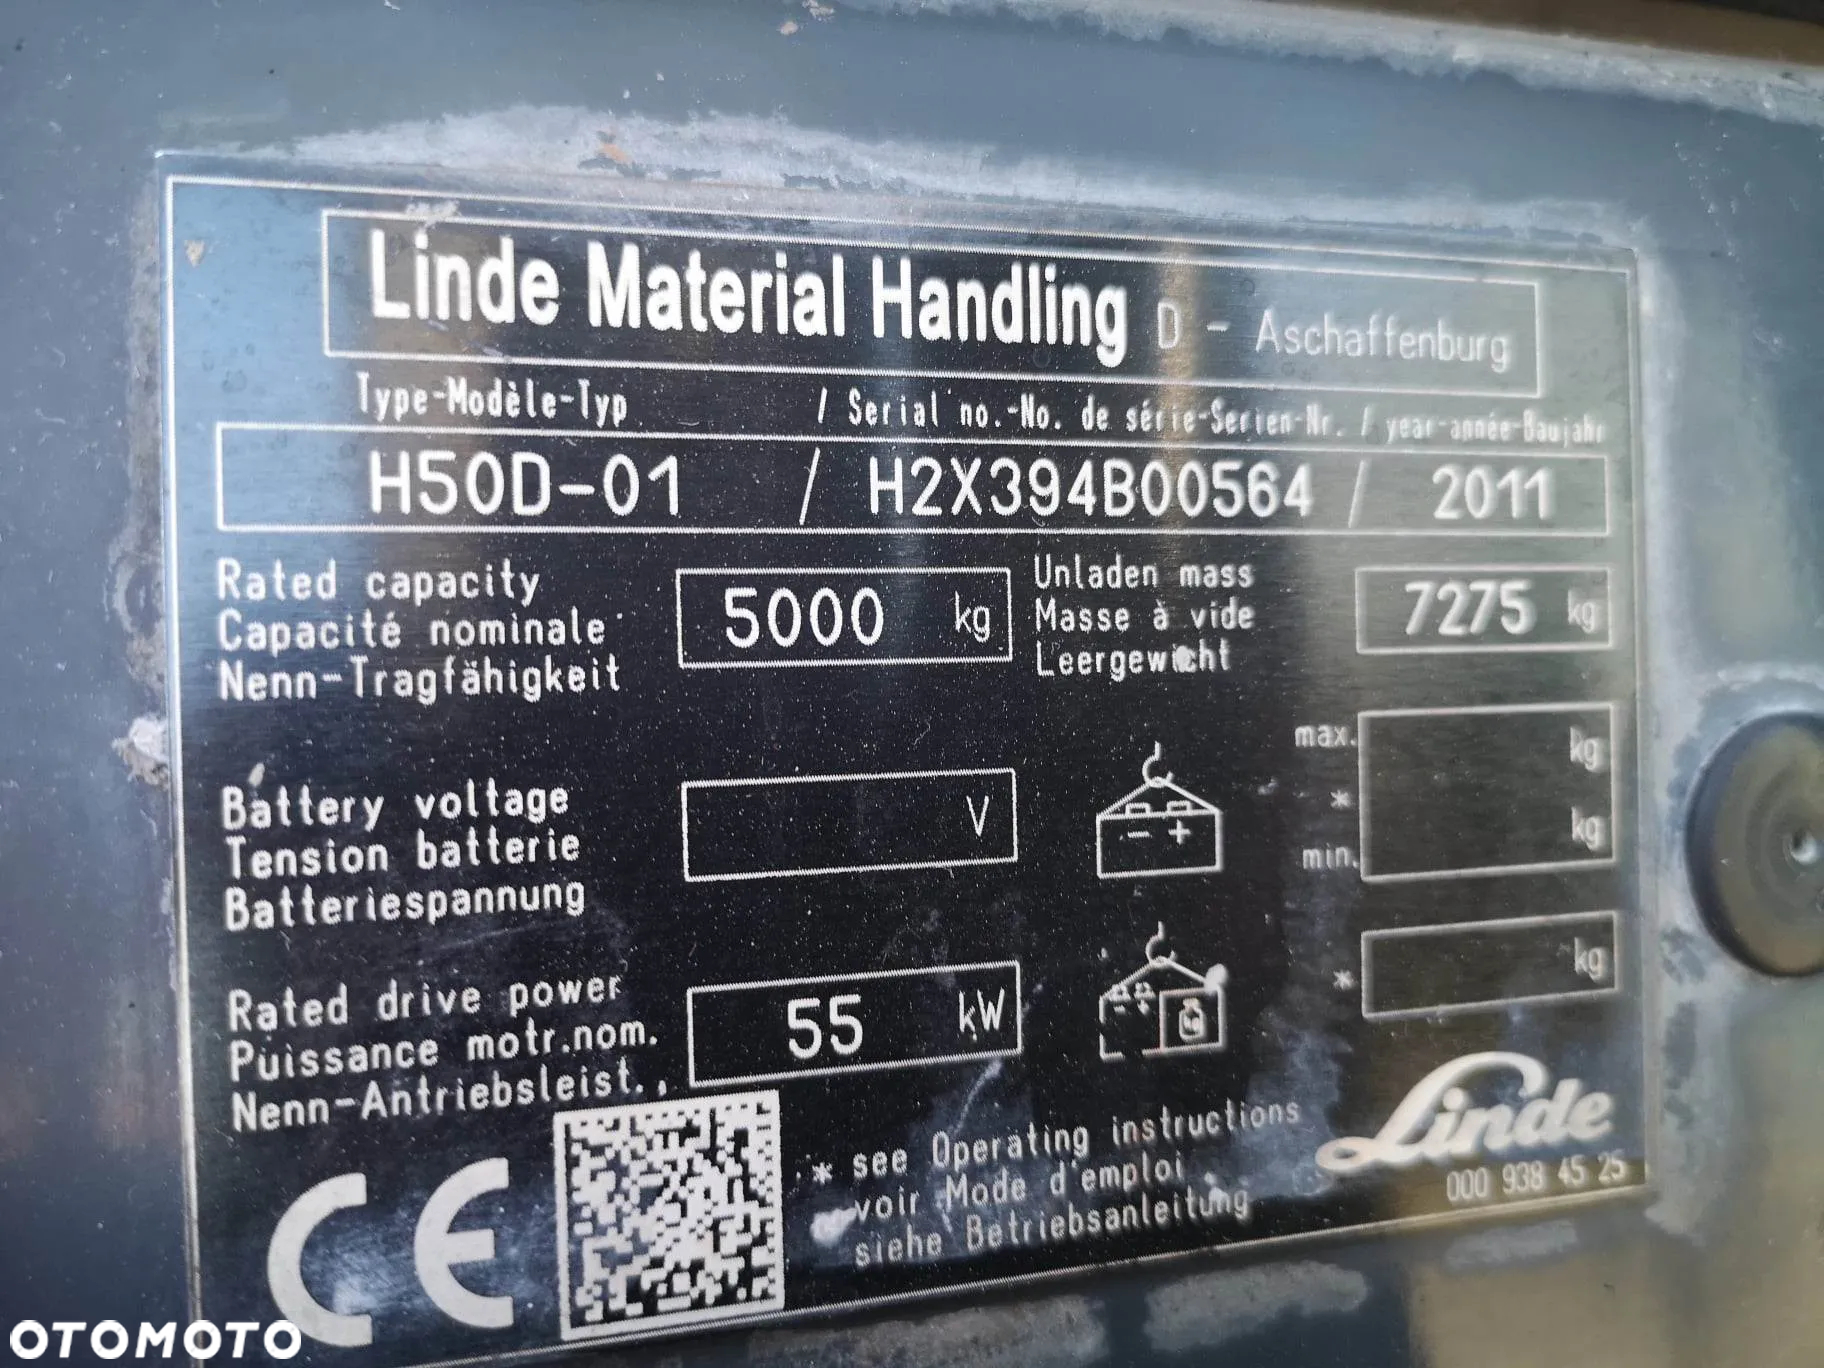 Linde Material Handling D - Aschaffenburg
Type-Modèle-Typ / Serial no.-No. de série-Serien-Nr. / year-année-Baujahr
H50D-01 / H2X394B00564 / 2011
Rated capacity
Capacité nominale
Nenn-Tragfähigkeit
5000 kg
Unladen mass
Masse à vide
Leergewicht
7275 kg
Battery voltage
Tension batterie
Batteriespannung
V
- +
max. kg
*
min. kg
Rated drive power
Puissance motr.nom.
Nenn-Antriebsleist.
55 kW
kg
* kg
CE
* see Operating instructions
voir Mode d'emploi
siehe Betriebsanleitung
Linde
000 938 45 25
OTOMOTO